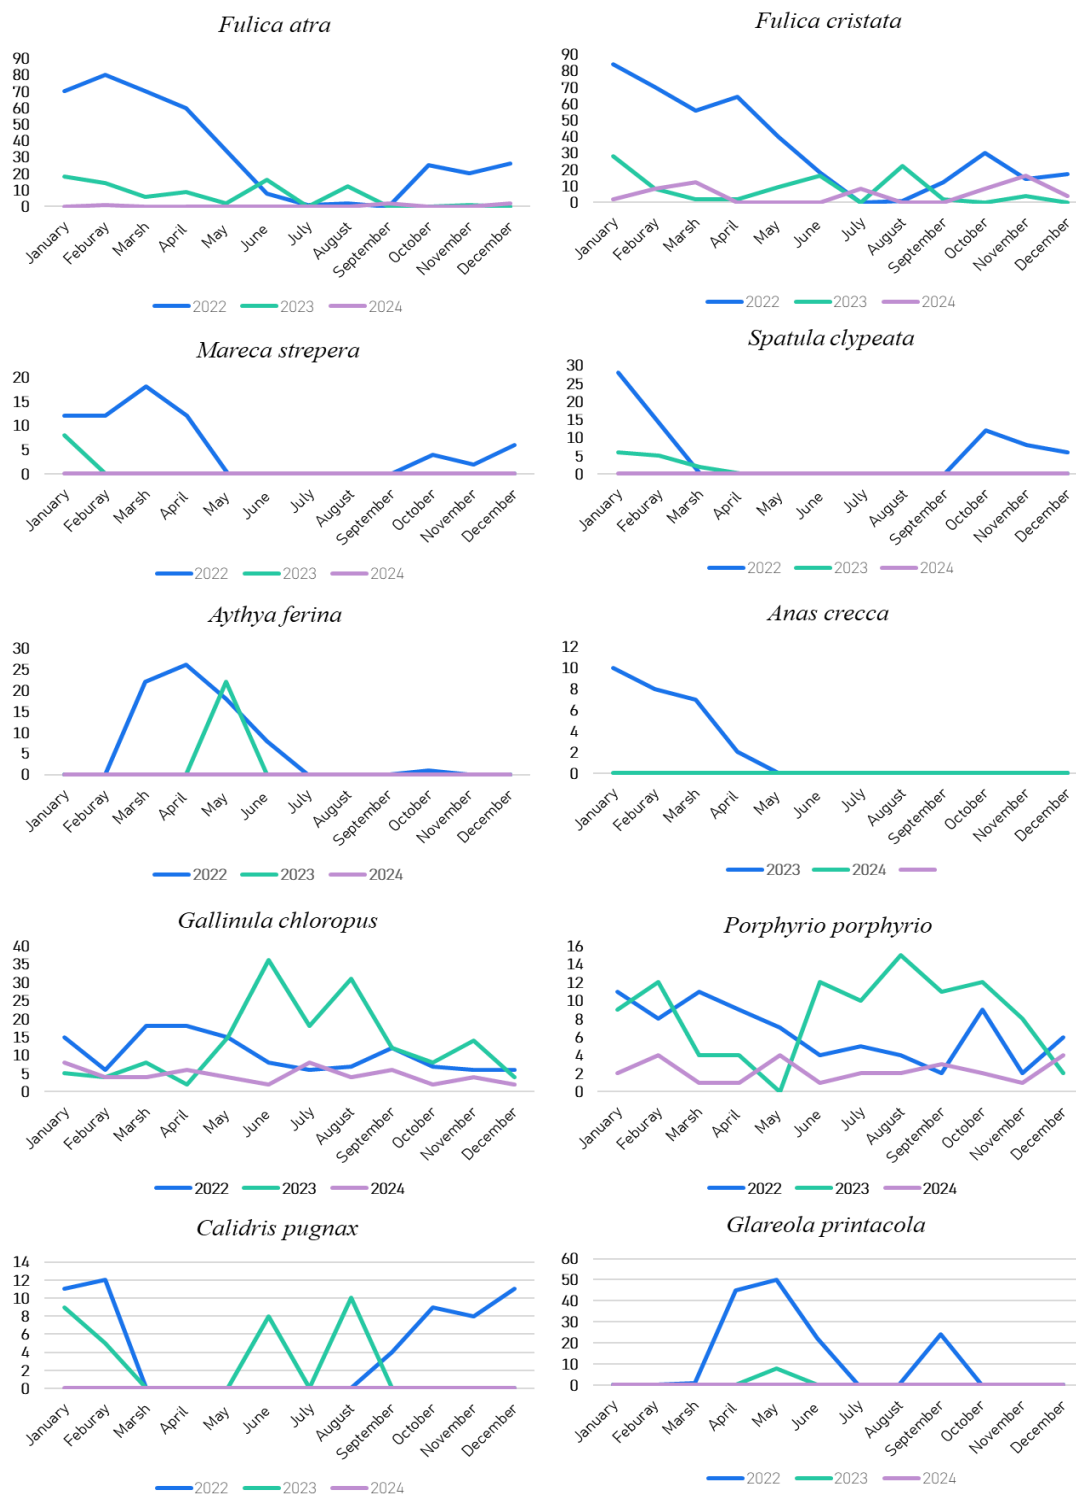 Fulica atra
90
80
70
60
50
40
30
20
10
0
January
Feburay
Marsh
April
May
June
July
August
September
October
November
December
2022 2023 2024
Fulica cristata
90
80
70
60
50
40
30
20
10
0
January
Feburay
Marsh
April
May
June
July
August
September
October
November
December
2022 2023 2024
Mareca strepera
20
15
10
5
0
January
Feburay
Marsh
April
May
June
July
August
September
October
November
December
2022 2023 2024
Spatula clypeata
30
25
20
15
10
5
0
January
Feburay
Marsh
April
May
June
July
August
September
October
November
December
2022 2023 2024
Aythya ferina
30
25
20
15
10
5
0
January
Feburay
Marsh
April
May
June
July
August
September
October
November
December
2022 2023 2024
Anas crecca
12
10
8
6
4
2
0
January
Feburay
Marsh
April
May
June
July
August
September
October
November
December
2023 2024
Gallinula chloropus
40
35
30
25
20
15
10
5
0
January
Feburay
Marsh
April
May
June
July
August
September
October
November
December
2022 2023 2024
Porphyrio porphyrio
16
14
12
10
8
6
4
2
0
January
Feburay
Marsh
April
May
June
July
August
September
October
November
December
2022 2023 2024
Calidris pugnax
14
12
10
8
6
4
2
0
January
Feburay
Marsh
April
May
June
July
August
September
October
November
December
2022 2023 2024
Glareola printacola
60
50
40
30
20
10
0
January
Feburay
Marsh
April
May
June
July
August
September
October
November
December
2022 2023 2024